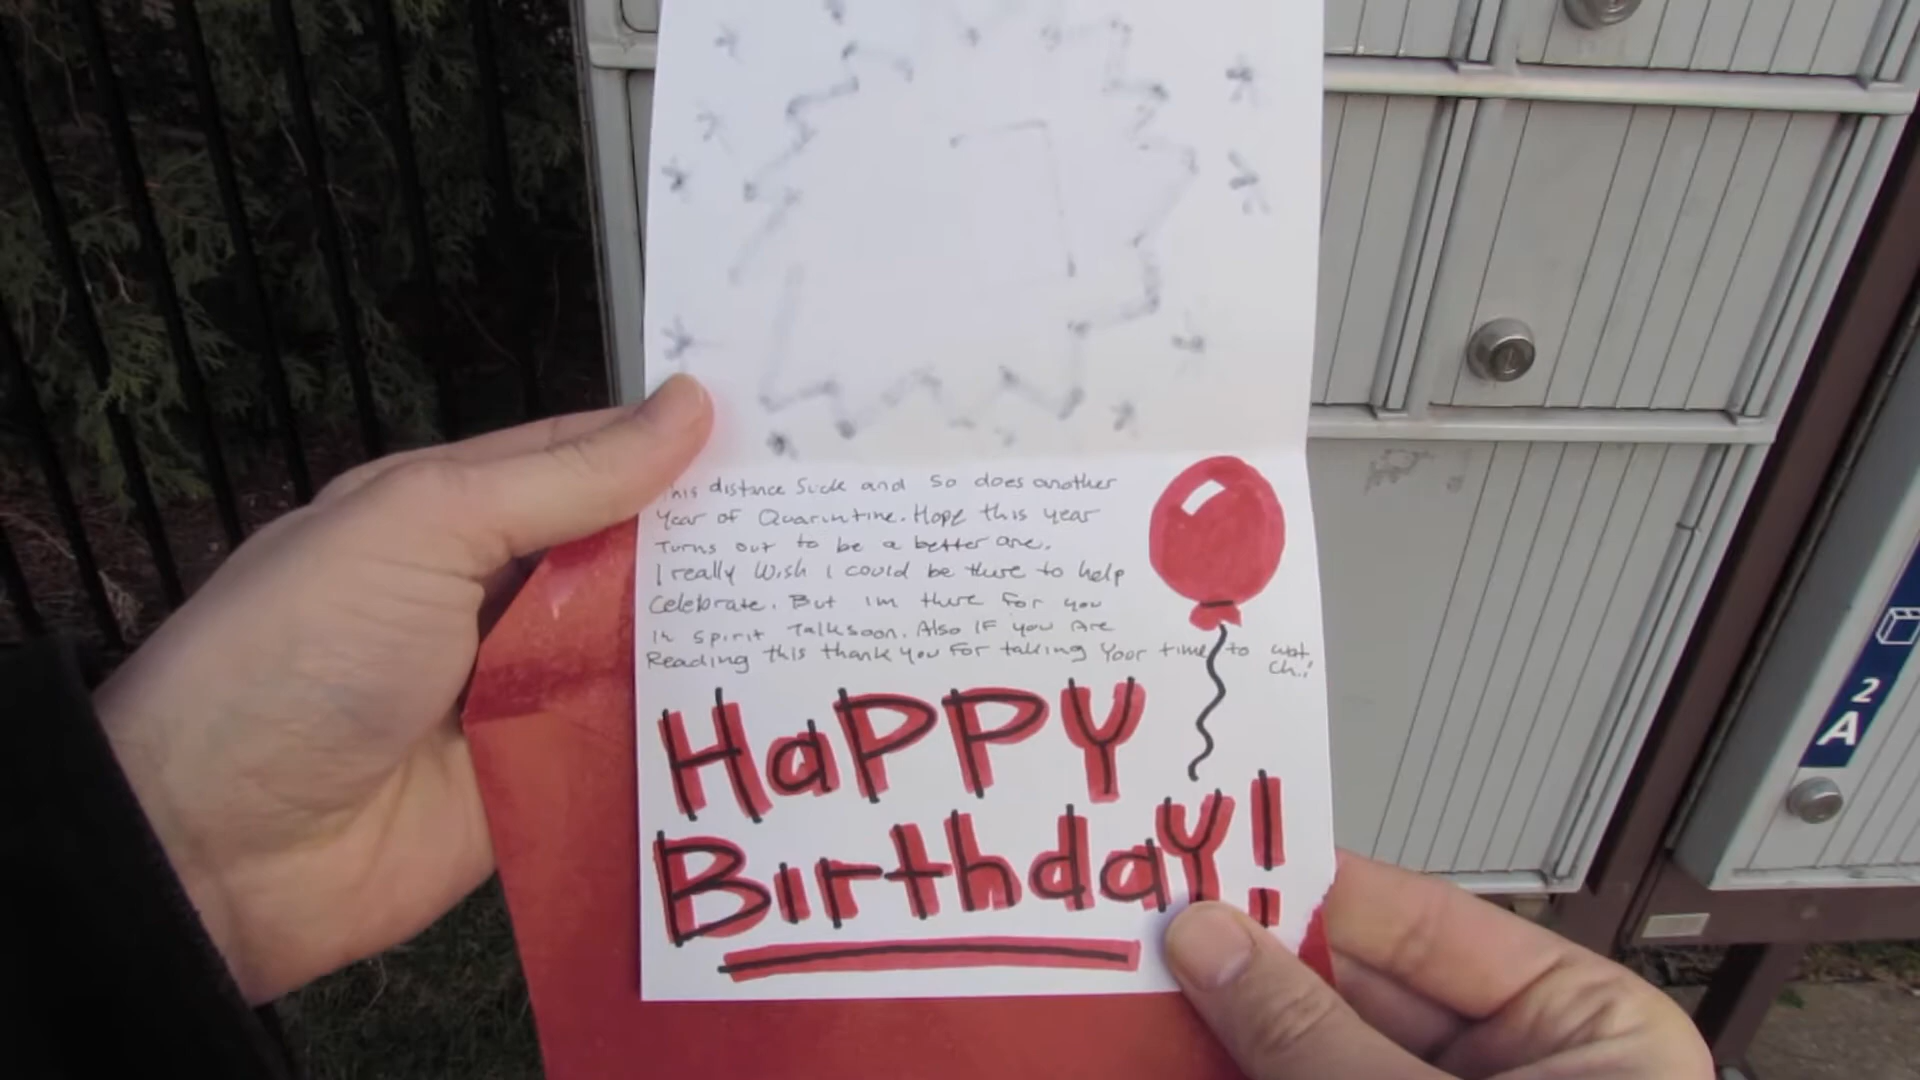 This distance Suck and So does another
Year of Quarintine. Hope this year
Turns out to be a better one.
I really Wish I could be there to help
Celebrate. But im there for you
In Spirit Talk soon. Also IF you Are
Reading this thank you For taking Your time to wat
ch.!
HaPPY
BirthdaY!
2
A